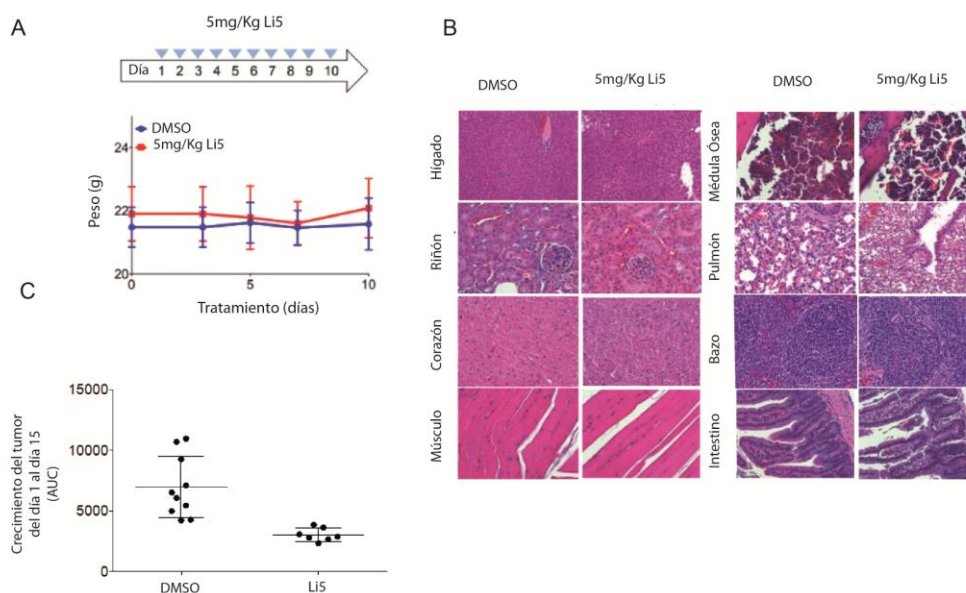 A
5mg/Kg Li5
Día 1 2 3 4 5 6 7 8 9 10
DMSO
5mg/Kg Li5
24
22
20
Peso (g)
0 5 10
Tratamiento (días)
B
DMSO 5mg/Kg Li5 DMSO 5mg/Kg Li5
Hígado
Médula Ósea
Riñón
Pulmón
Corazón
Bazo
Músculo
Intestino
C
15000
10000
5000
0
Crecimiento del tumor
del día 1 al día 15
(AUC)
DMSO Li5